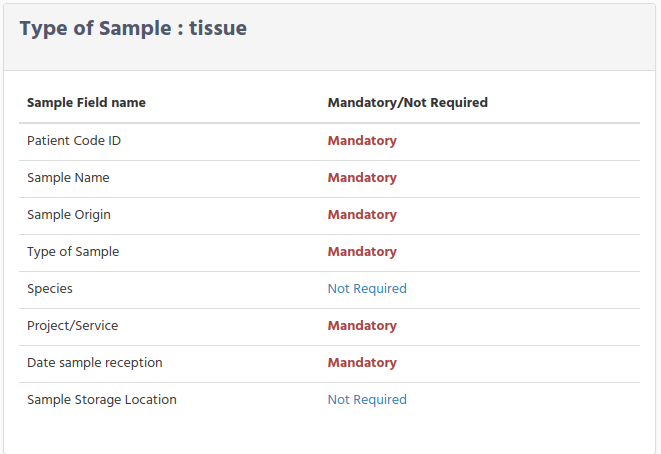 Type of Sample : tissue
Sample Field name Mandatory/Not Required
Patient Code ID Mandatory
Sample Name Mandatory
Sample Origin Mandatory
Type of Sample Mandatory
Species Not Required
Project/Service Mandatory
Date sample reception Mandatory
Sample Storage Location Not Required